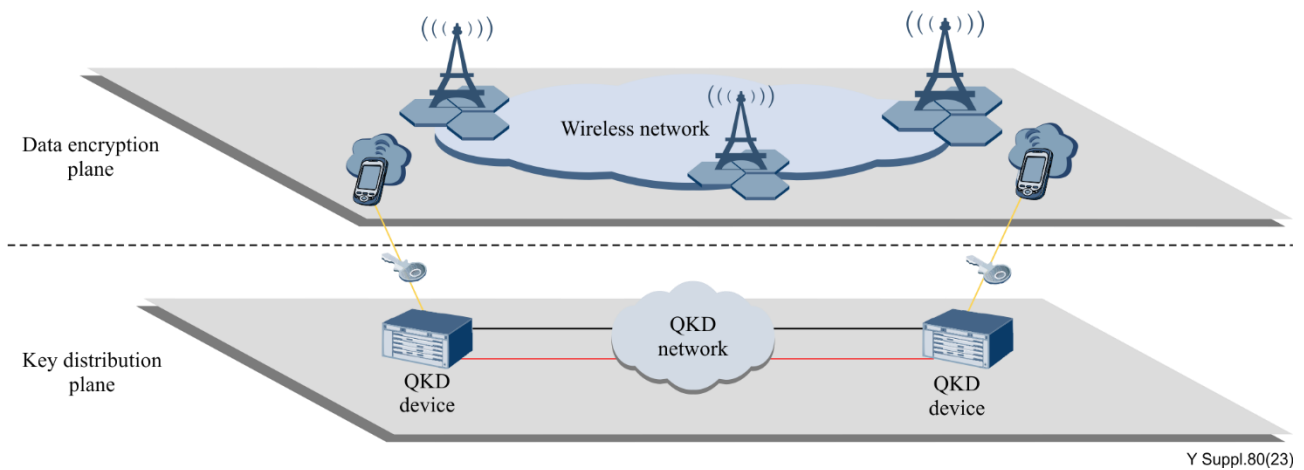 Wireless network
Data encryption
plane
QKD
network
Key distribution
plane
QKD
device
QKD
device
Y Suppl.80(23)